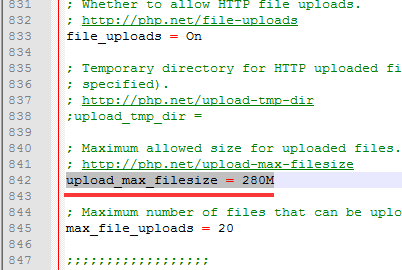 831 ; Whether to allow HTTP file uploads.
832 ; http://php.net/file-uploads
833 file_uploads = On
834
835 ; Temporary directory for HTTP uploaded fi
836 ; specified).
837 ; http://php.net/upload-tmp-dir
838 ;upload_tmp_dir =
839
840 ; Maximum allowed size for uploaded files.
841 ; http://php.net/upload-max-filesize
842 upload_max_filesize = 280M
843
844 ; Maximum number of files that can be uplo
845 max_file_uploads = 20
846
847 ;;;;;;;;;;;;;;;;;;